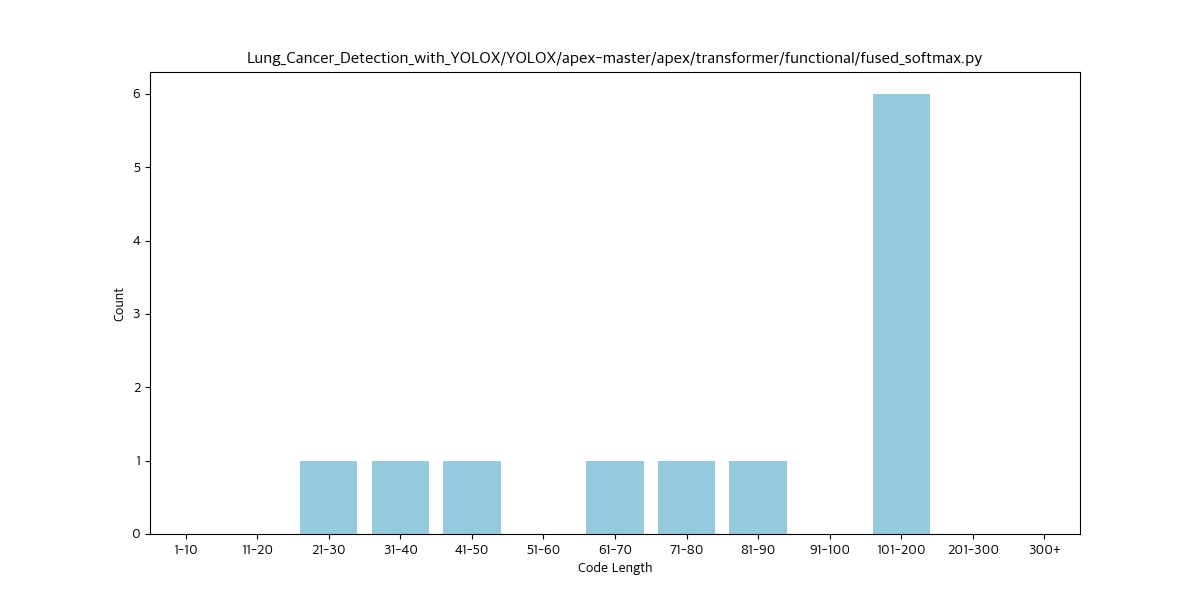 Lung_Cancer_Detection_with_YOLOX/YOLOX/apex-master/apex/transformer/functional/fused_softmax.py
6
5
4
3
2
1
0
Count
1-10 11-20 21-30 31-40 41-50 51-60 61-70 71-80 81-90 91-100 101-200 201-300 300+
Code Length